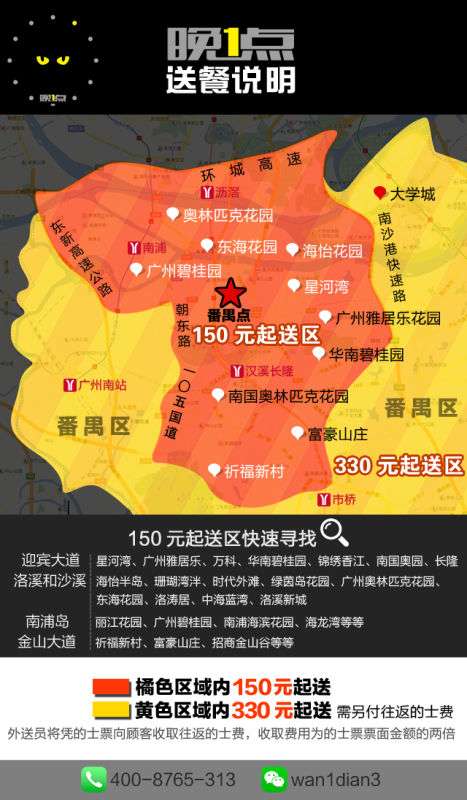 晚1点
晚1点
送餐说明
环城高速
沥滘
大学城
奥林匹克花园
东新高速公路
南浦
东海花园
海怡花园
南沙港快速路
广州碧桂园
星河湾
番禺点
朝东路
广州雅居乐花园
150元起送区
华南碧桂园
汉溪长隆
一〇五国道
广州南站
南国奥林匹克花园
番禺区
番禺区
富豪山庄
祈福新村
330元起送区
市桥
150元起送区快速寻找
迎宾大道 星河湾、广州雅居乐、万科、华南碧桂园、锦绣香江、南国奥园、长隆
洛溪和沙溪 海怡半岛、珊瑚湾泮、时代外滩、绿茵岛花园、广州奥林匹克花园、
东海花园、洛涛居、中海蓝湾、洛溪新城
南浦岛 丽江花园、广州碧桂园、南浦海滨花园、海龙湾等等
金山大道 祈福新村、富豪山庄、招商金山谷等等
橘色区域内150元起送
黄色区域内330元起送 需另付往返的士费
外送员将凭的士票向顾客收取往返的士费，收取费用为的士票票面金额的两倍
400-8765-313 wan1dian3